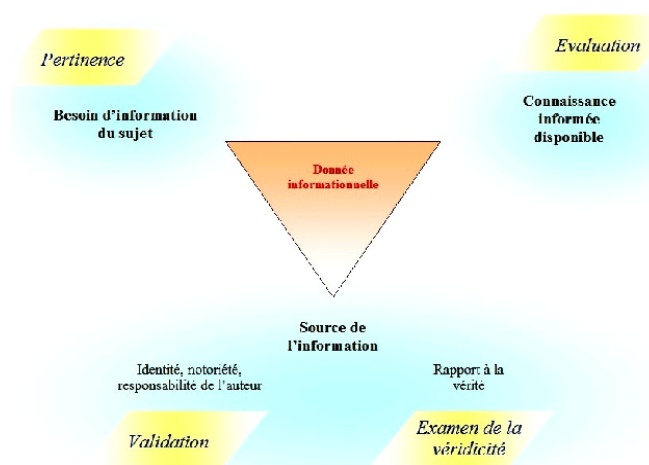 Pertinence
Evaluation
Besoin d’information
du sujet
Connaissance
informée
disponible
Donnée
informationnelle
Source de
l’information
Identité, notoriété,
responsabilité de l’auteur
Rapport à la
vérité
Validation
Examen de la
véridicité